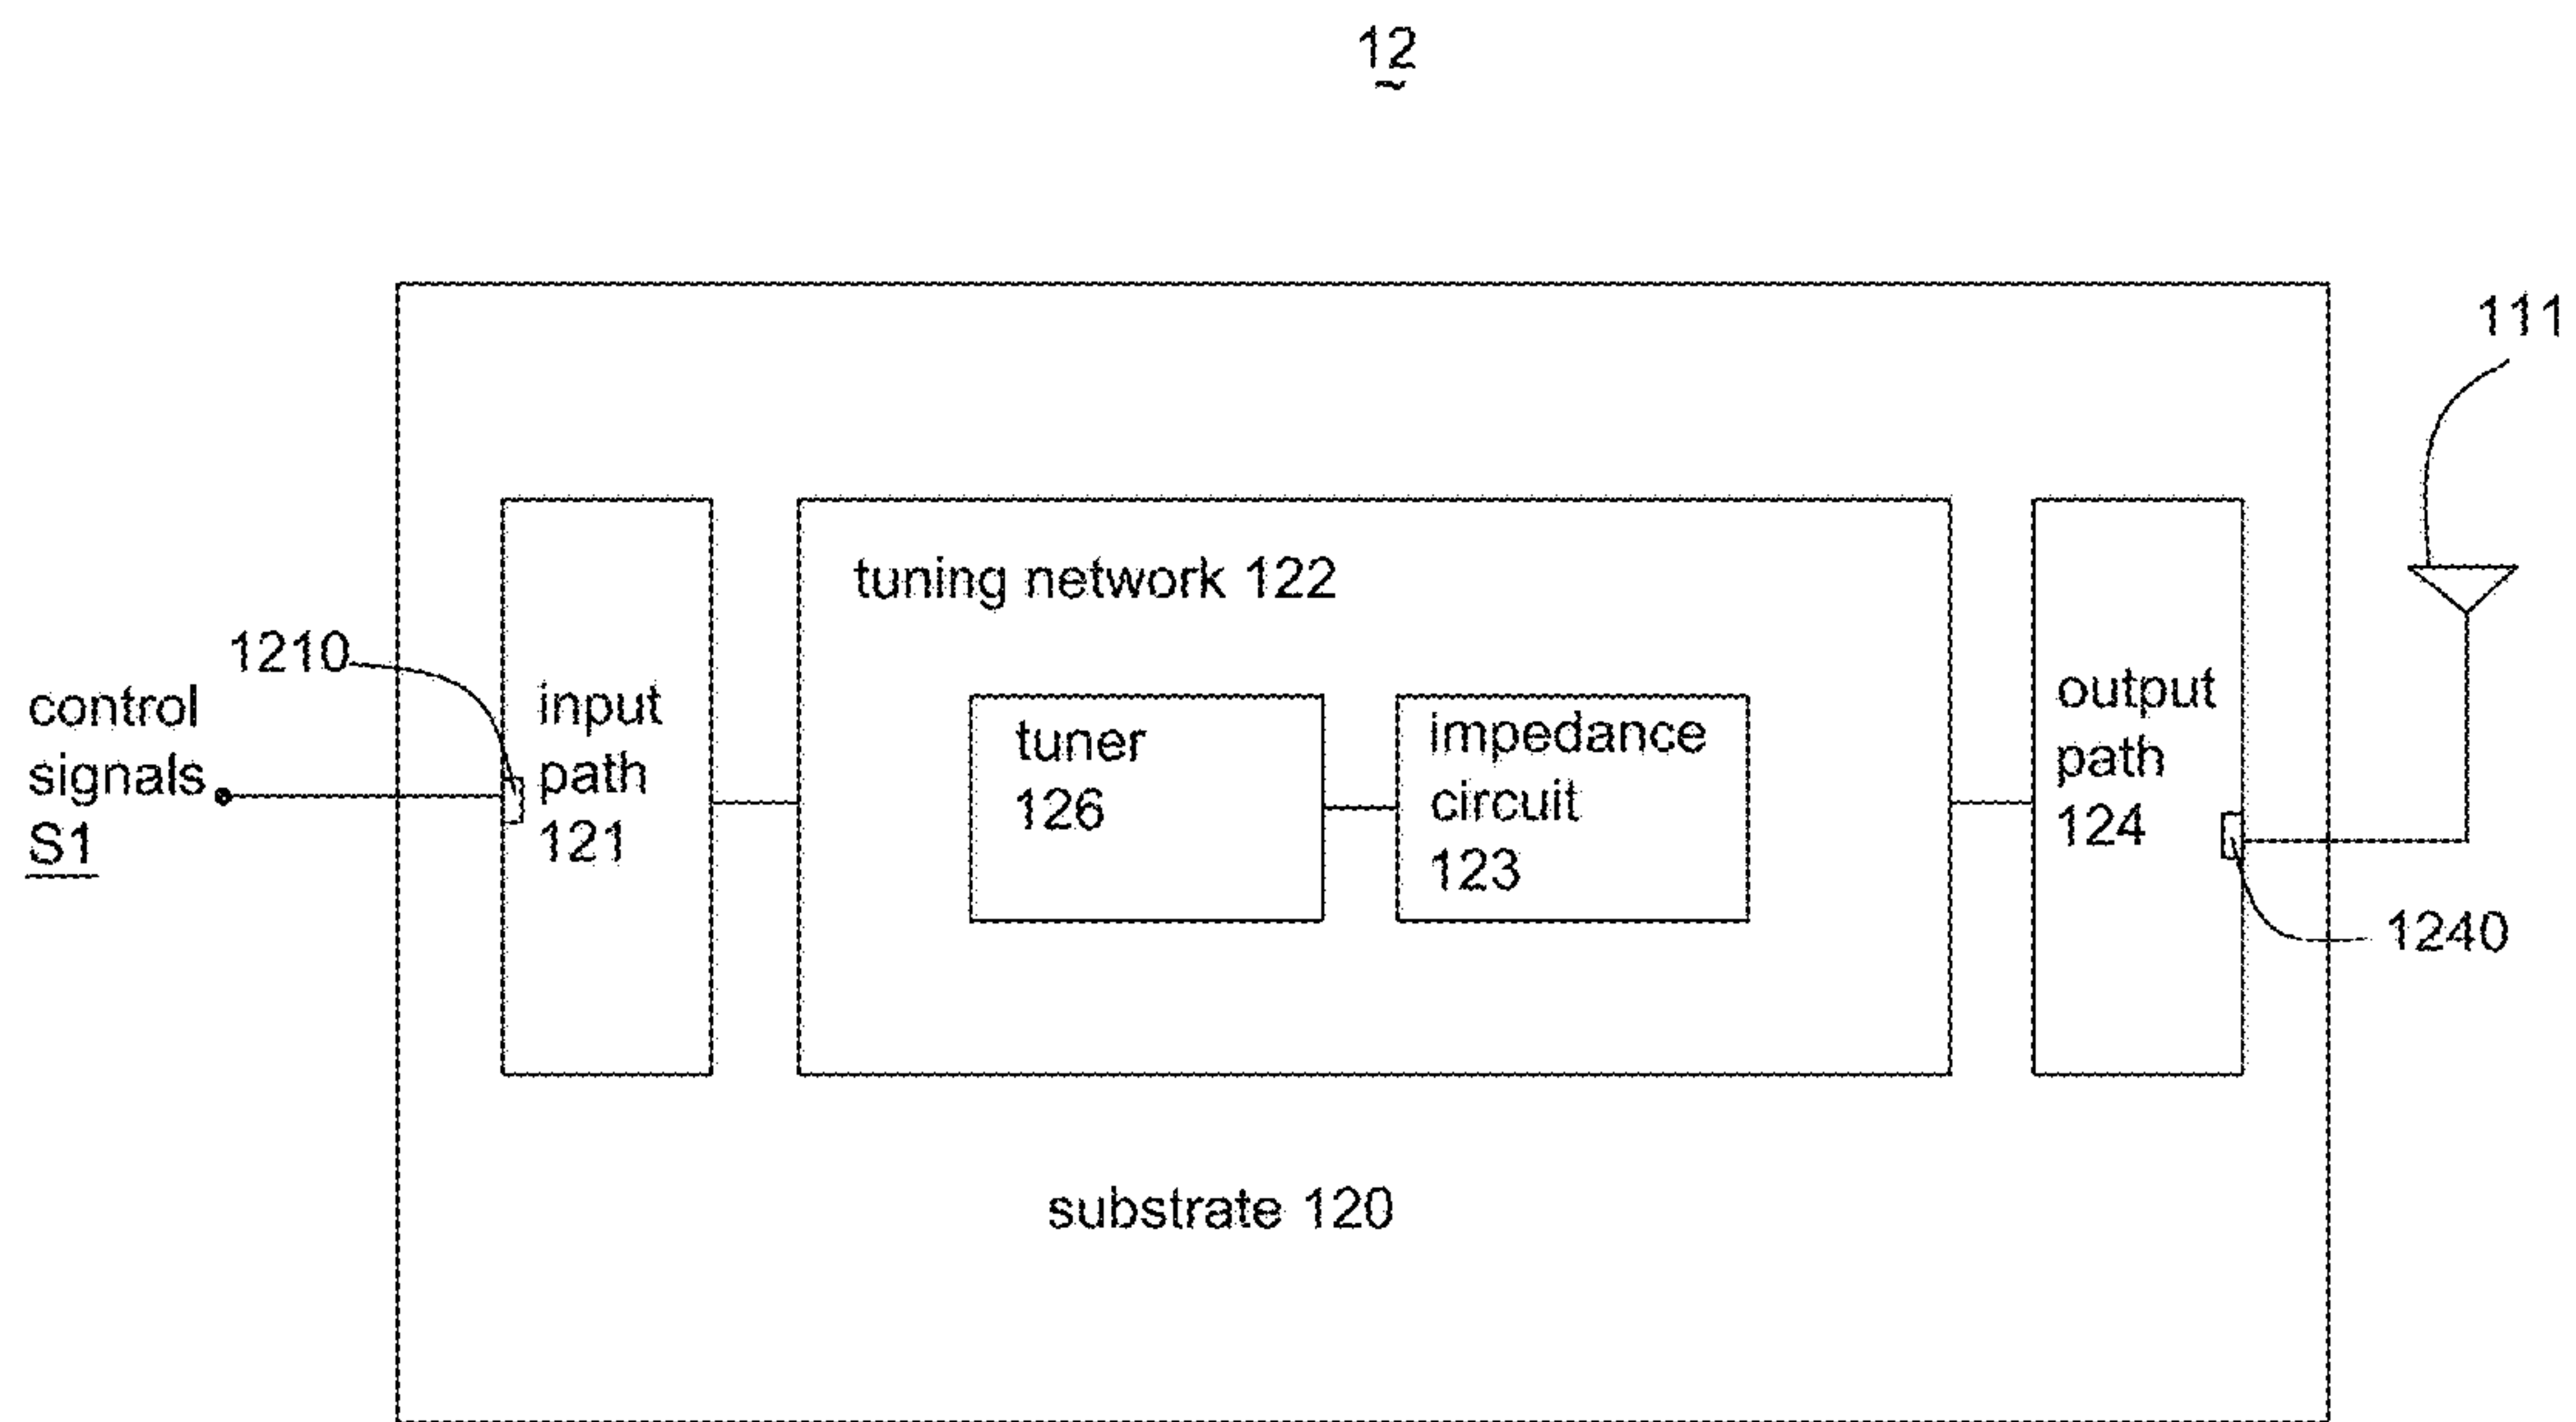 12
111
tuning network 122
1210
control
signals
S1
input
path
121
tuner
126
impedance
circuit
123
output
path
124
1240
substrate 120